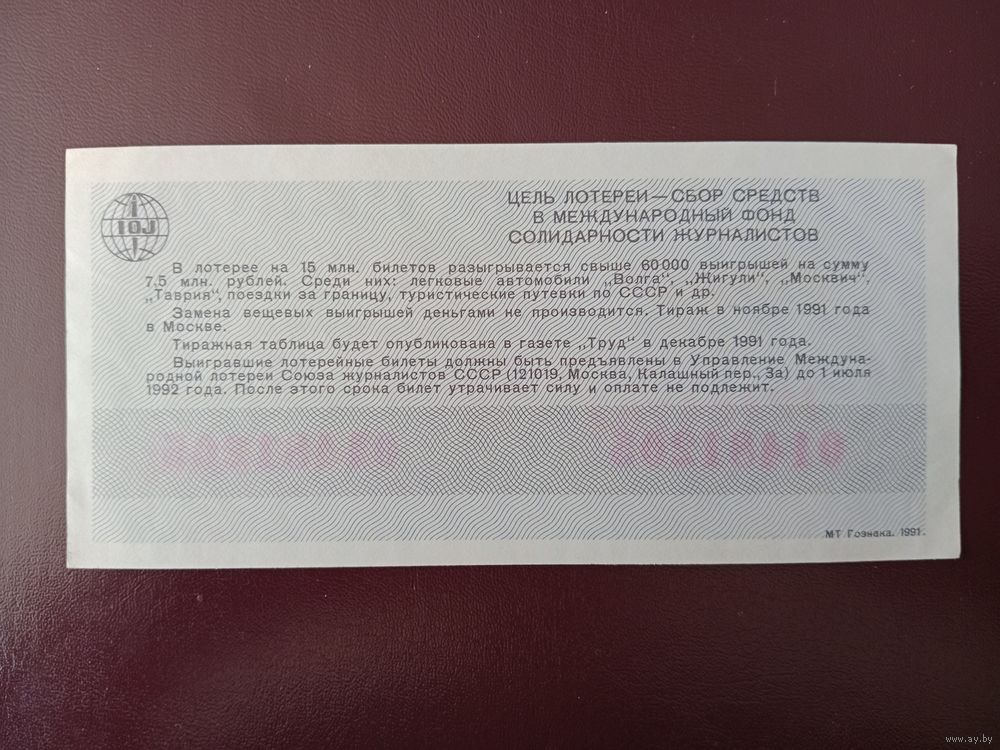 IOJ
ЦЕЛЬ ЛОТЕРЕИ — СБОР СРЕДСТВ
В МЕЖДУНАРОДНЫЙ ФОНД
СОЛИДАРНОСТИ ЖУРНАЛИСТОВ
В лотерее на 15 млн. билетов разыгрывается свыше 60 000 выигрышей на сумму
7,5 млн. рублей. Среди них: легковые автомобили „Волга“, „Жигули“, „Москвич“,
„Таврия“, поездки за границу, туристические путевки по СССР и др.
Замена вещевых выигрышей деньгами не производится. Тираж в ноябре 1991 года
в Москве.
Тиражная таблица будет опубликована в газете „Труд“ в декабре 1991 года.
Выигравшие лотерейные билеты должны быть предъявлены в Управление Междуна-
родной лотереи Союза журналистов СССР (121019, Москва, Калашный пер., 3а) до 1 июля
1992 года. После этого срока билет утрачивает силу и оплате не подлежит.
МТ Гознака. 1991.
www.ay.by